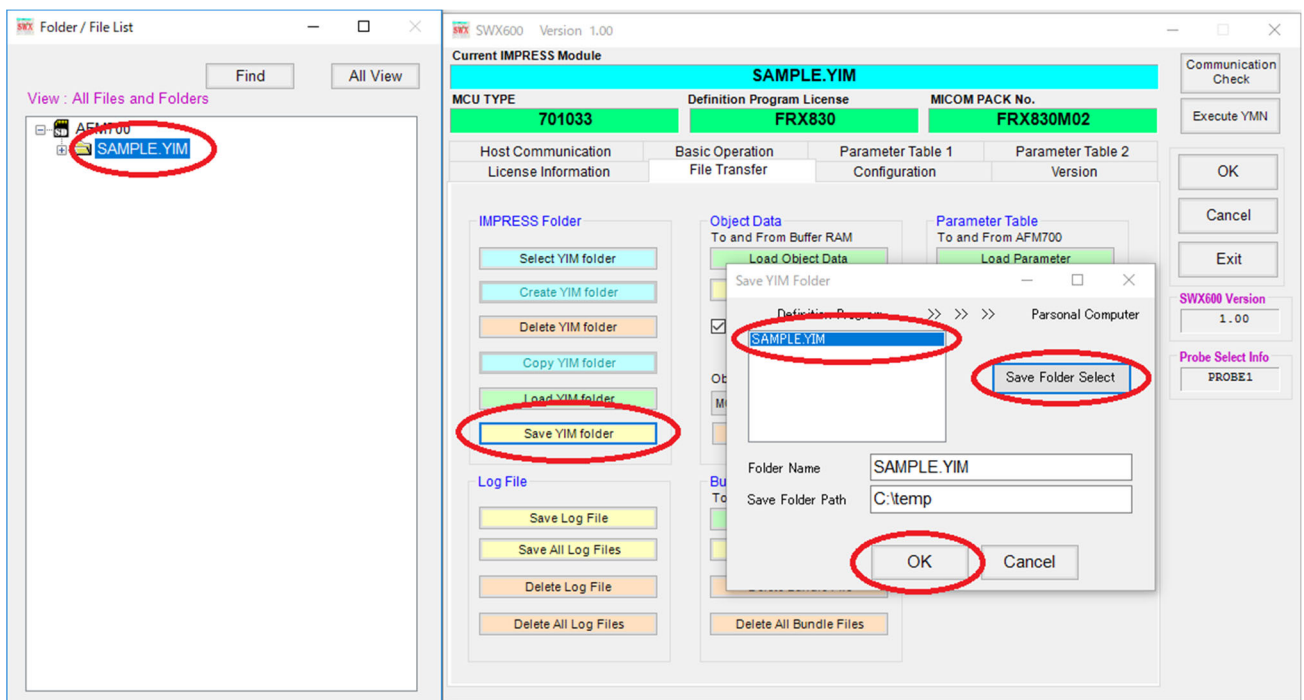 Folder / File List
Find
All View
View : All Files and Folders
AFM700
SAMPLE.YIM
SWX600 Version 1.00
Current IMPRESS Module
SAMPLE.YIM
MCU TYPE
Definition Program License
MICOM PACK No.
701033
FRX830
FRX830M02
Host Communication
Basic Operation
Parameter Table 1
Parameter Table 2
License Information
File Transfer
Configuration
Version
IMPRESS Folder
Select YIM folder
Create YIM folder
Delete YIM folder
Copy YIM folder
Load YIM folder
Save YIM folder
Log File
Save Log File
Save All Log Files
Delete Log File
Delete All Log Files
Object Data
To and From Buffer RAM
Load Object Data
Parameter Table
To and From AFM700
Load Parameter
Delete All Bundle Files
Save YIM Folder
Definition Program >> >> >> Parsonal Computer
SAMPLE.YIM
Save Folder Select
Folder Name
SAMPLE.YIM
Save Folder Path
C:\temp
OK
Cancel
Communication
Check
Execute YMN
OK
Cancel
Exit
SWX600 Version
1.00
Probe Select Info
PROBE1